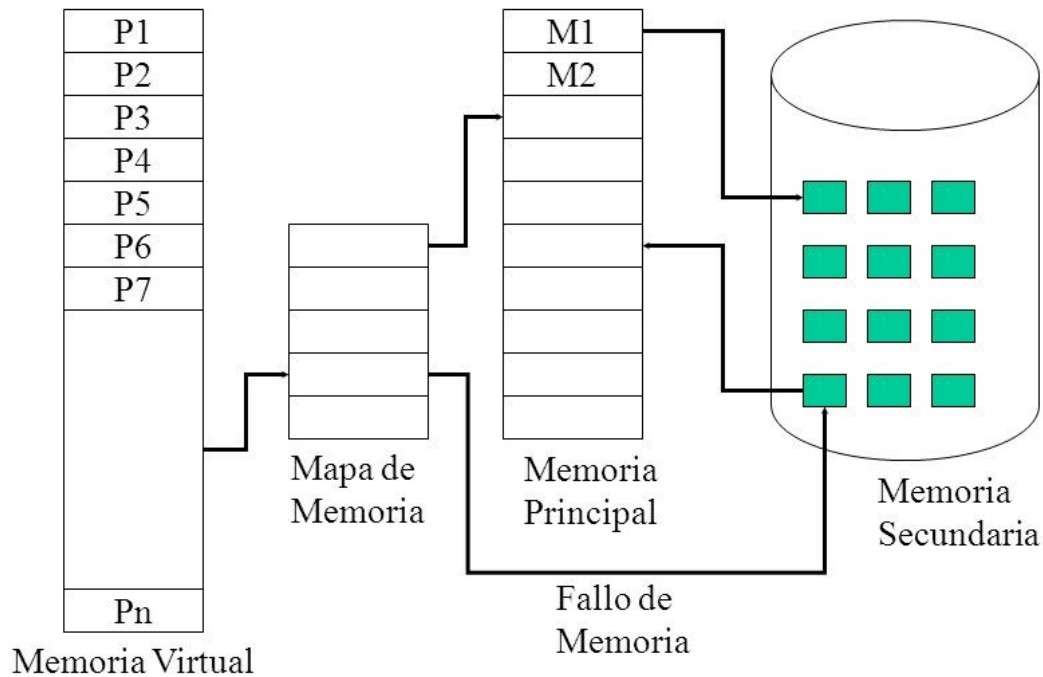 P1
P2
P3
P4
P5
P6
P7
Pn
Memoria Virtual
Mapa de
Memoria
M1
M2
Memoria
Principal
Fallo de
Memoria
Memoria
Secundaria